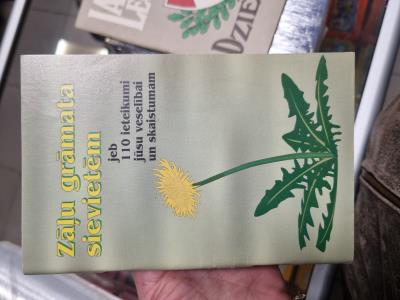 Zāļu grāmata
sievietēm
jeb
110 ieteikumi
jūsu veselībai
un skaistumam